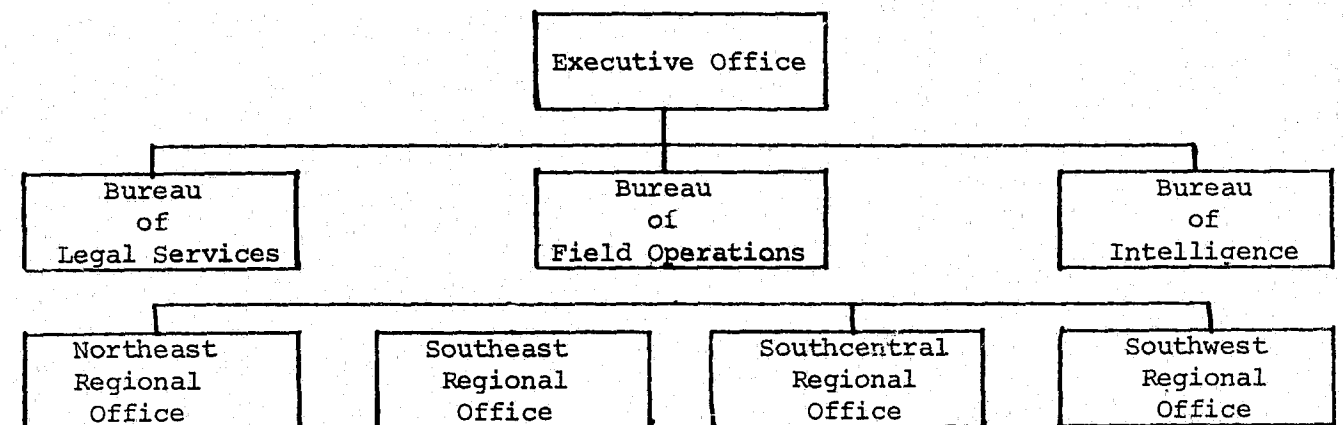 Executive Office
Bureau
of
Legal Services
Bureau
of
Field Operations
Bureau
of
Intelligence
Northeast
Regional
Office
Southeast
Regional
Office
Southcentral
Regional
Office
Southwest
Regional
Office